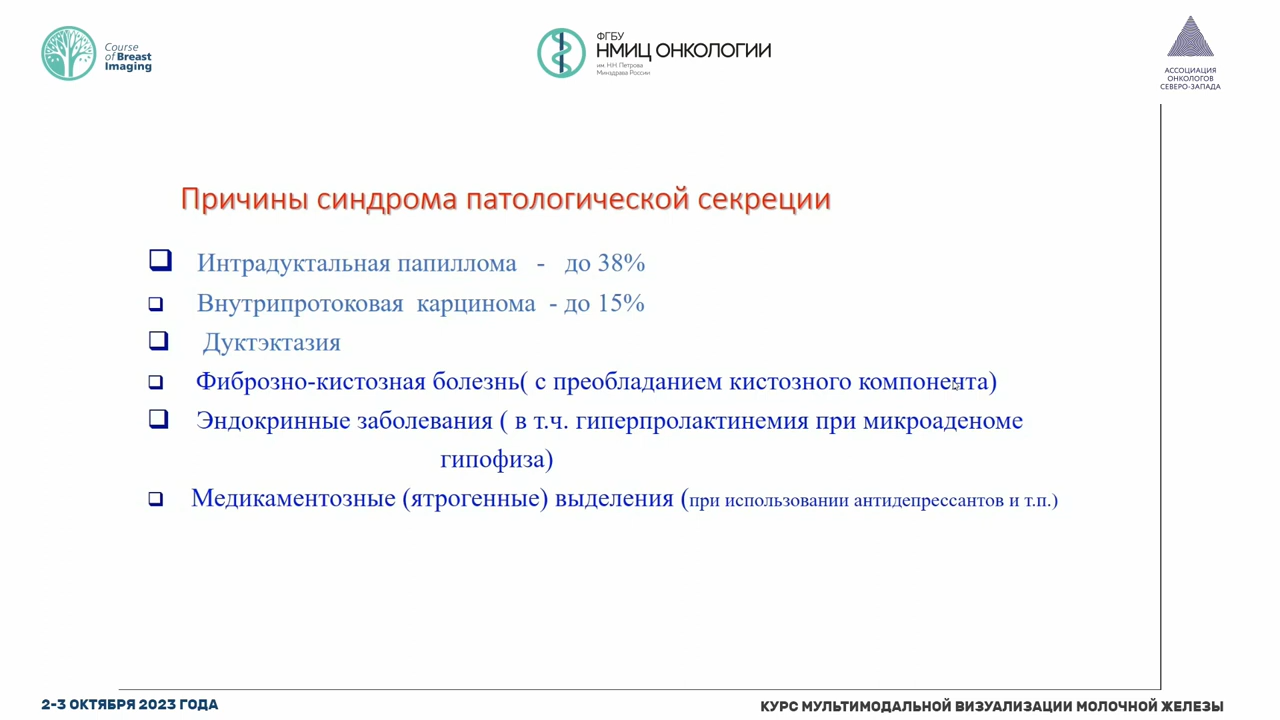 Course
of Breast
Imaging
ФГБУ
НМИЦ ОНКОЛОГИИ
им. Н.Н. Петрова
Минздрава России
АССОЦИАЦИЯ
ОНКОЛОГОВ
СЕВЕРО-ЗАПАДА
Причины синдрома патологической секреции
Интрадуктальная папиллома - до 38%
Внутрипротоковая карцинома - до 15%
Дуктэктазия
Фиброзно-кистозная болезнь( с преобладанием кистозного компонента)
Эндокринные заболевания ( в т.ч. гиперпролактинемия при микроаденоме
гипофиза)
Медикаментозные (ятрогенные) выделения (при использовании антидепрессантов и т.п.)
2-3 ОКТЯБРЯ 2023 ГОДА
КУРС МУЛЬТИМОДАЛЬНОЙ ВИЗУАЛИЗАЦИИ МОЛОЧНОЙ ЖЕЛЕЗЫ